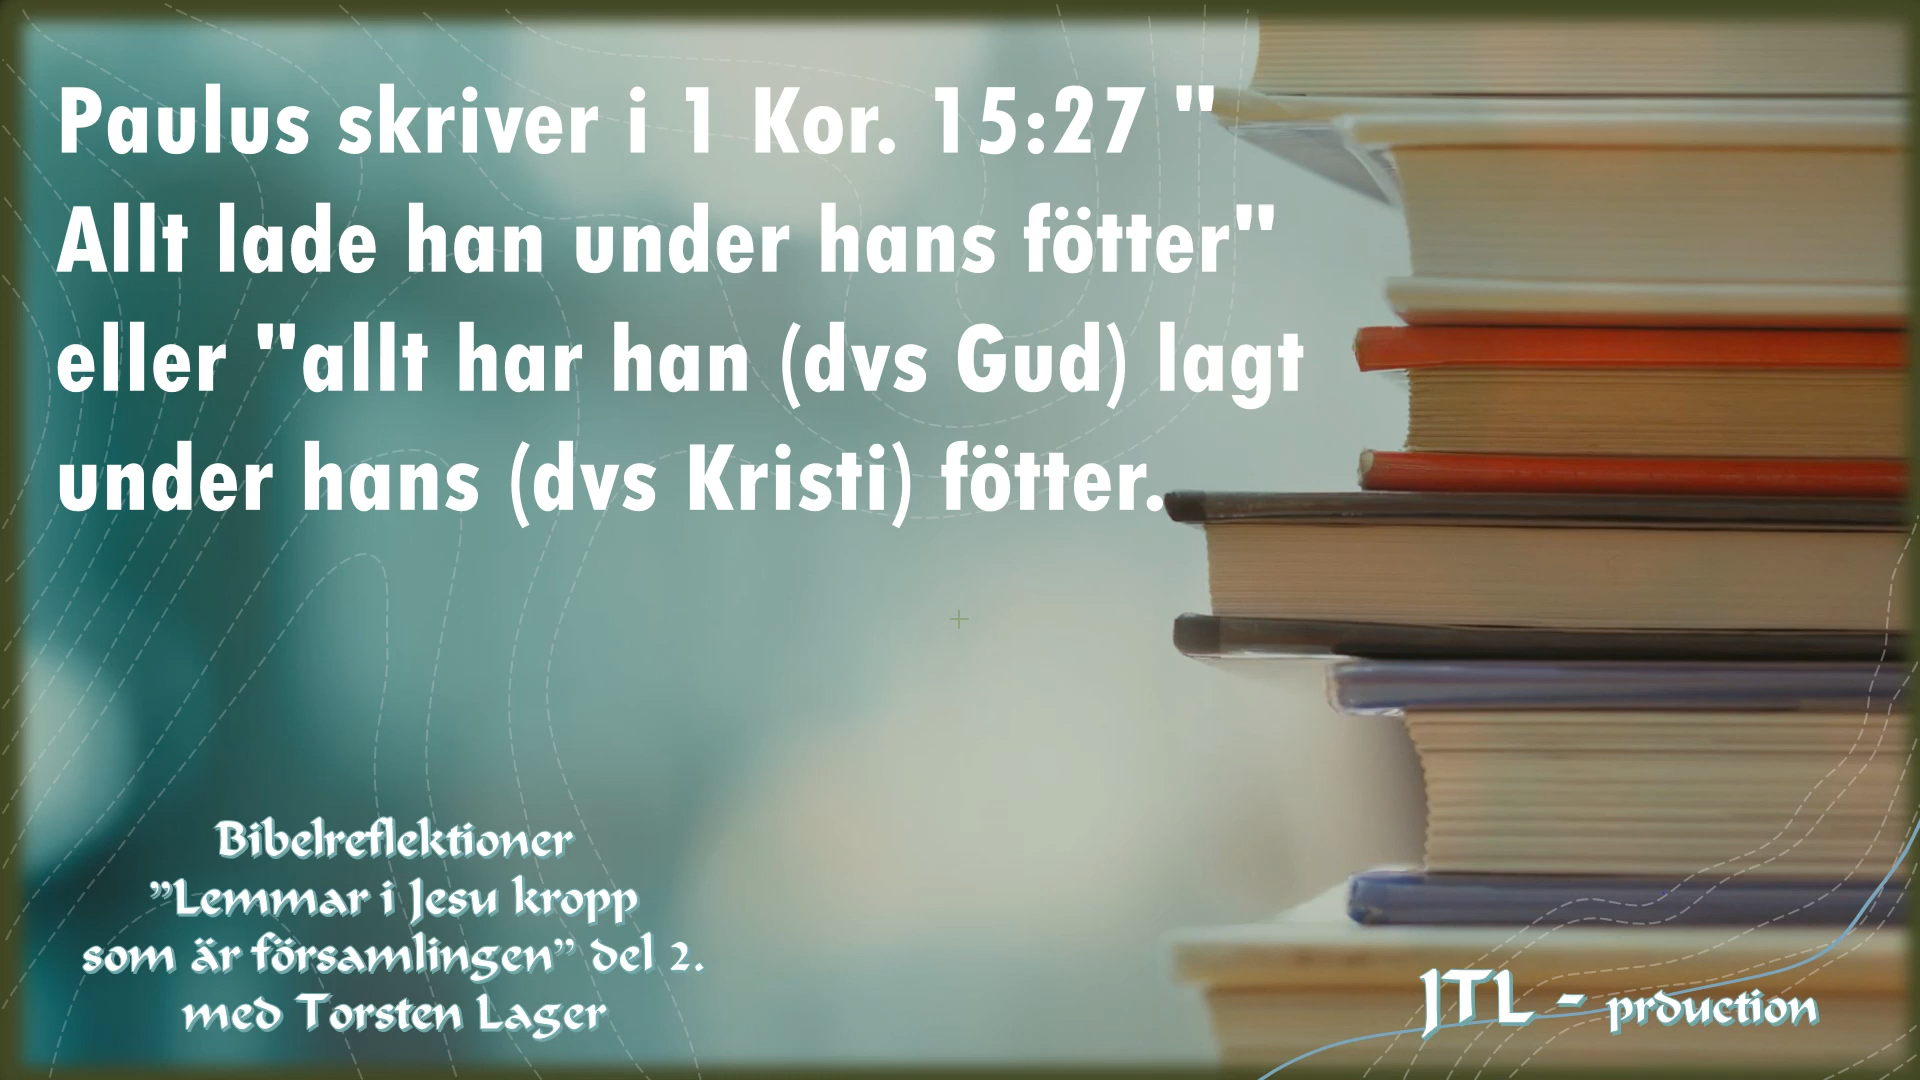 Paulus skriver i 1 Kor. 15:27 "
Allt lade han under hans fötter"
eller "allt har han (dvs Gud) lagt
under hans (dvs Kristi) fötter.
Bibelreflektioner
”Lemmar i Jesu kropp
som är församlingen” del 2.
med Torsten Lager
JTL - prduction